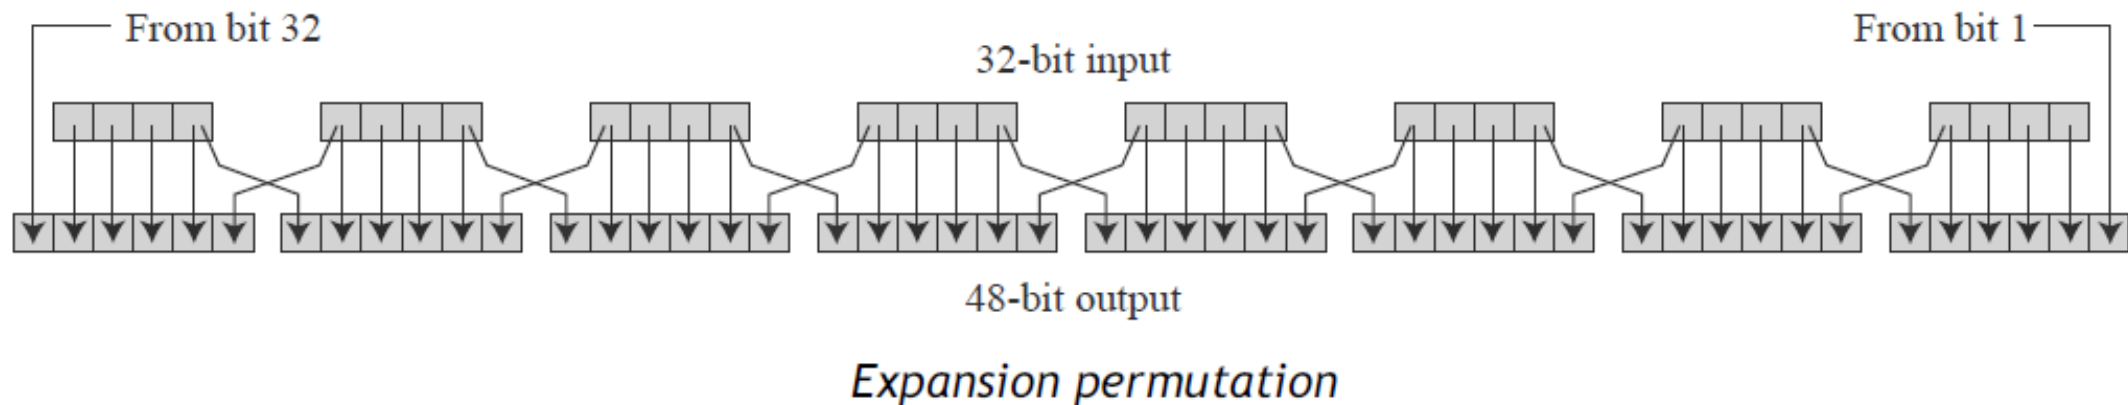 From bit 32
From bit 1
32-bit input
48-bit output
Expansion permutation